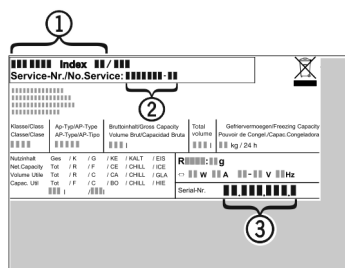 1
Index /
Service-Nr./No.Service: -
2
Klasse/Class Ap-Typ/AP-Type Bruttoinhalt/Gross Capacity Total Gefriervermoegen/Freezing Capacity
Classe/Clase AP-Type/AP-Tipo Volume Brut/Capacidad Bruta volume Pouvoir de Congel./Capac.Congeladora
l l kg / 24 h
Nutzinhalt Ges / K / G / KE / KALT / EIS
Net.Capacity Tot / R / F / CE / CHILL / ICE
Volume Utile Tot / R / C / CA / CHILL / GLA
Capac. Util Tot / F / C / BO / CHILL / HIE
l / l
R : g
W A - V Hz
Serial-Nr. . . .
3